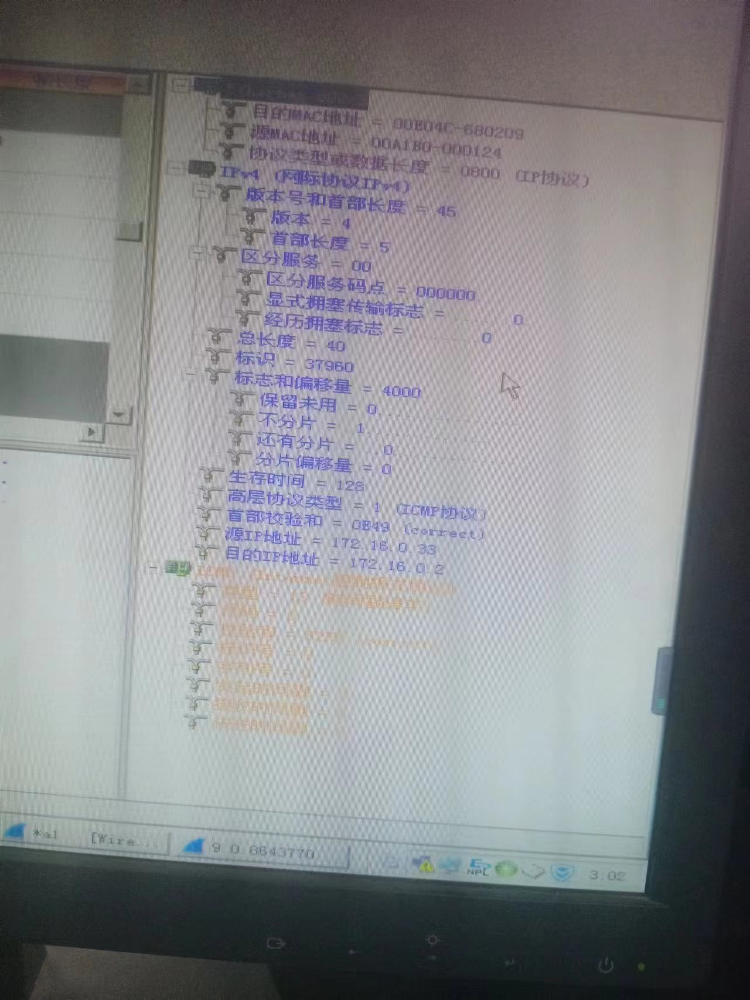 目的MAC地址 = 00E04C-680209
源MAC地址 = 00A1B0-000124
协议类型或数据长度 = 0800 (IP协议)
IPv4 (网际协议IPv4)
版本号和首部长度 = 45
版本 = 4
首部长度 = 5
区分服务 = 00
区分服务码点 = 000000..
显式拥塞传输标志 = ......0.
经历拥塞标志 = .......0
总长度 = 40
标识 = 37960
标志和偏移量 = 4000
保留未用 = 0...............
不分片 = .1..............
还有分片 = ..0.............
分片偏移量 = 0
生存时间 = 128
高层协议类型 = 1 (ICMP协议)
首部校验和 = 0E49 (correct)
源IP地址 = 172.16.0.33
目的IP地址 = 172.16.0.2
ICMP (Internet控制报文协议)
类型 = 13 (时间戳请求)
代码 = 0
校验和 = (correct)
标识号 = 0
序列号 = 0
发起时间戳 = 0
接收时间戳 = 0
传送时间戳 = 0
*a1 [Wire...
9 0.8643770
NPL
3:02